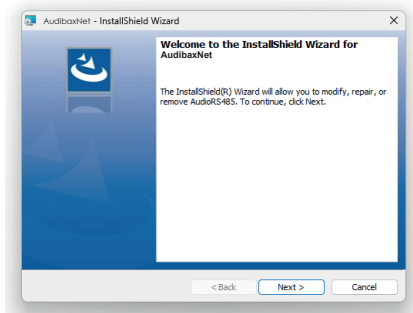 AudibaxNet - InstallShield Wizard
Welcome to the InstallShield Wizard for
AudibaxNet
The InstallShield(R) Wizard will allow you to modify, repair, or
remove AudioRS485. To continue, click Next.
< Back Next > Cancel